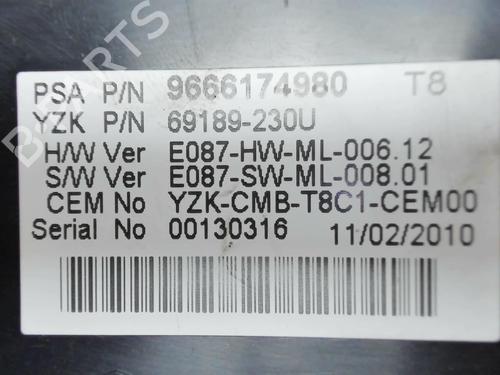 PSA P/N 9666174980 T8
YZK P/N 69189-230U
H/W Ver E087-HW-ML-006.12
S/W Ver E087-SW-ML-008.01
CEM No YZK-CMB-T8C1-CEM00
Serial No 00130316 11/02/2010